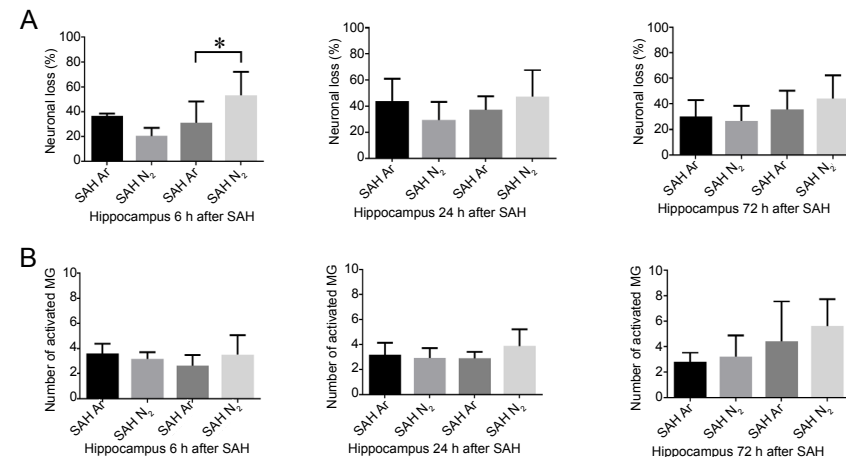 A
Neuronal loss (%)
100
80
60
40
20
0
*
SAH Ar
SAH N₂
SAH Ar
SAH N₂
Hippocampus 6 h after SAH
Neuronal loss (%)
100
80
60
40
20
0
SAH Ar
SAH N₂
SAH Ar
SAH N₂
Hippocampus 24 h after SAH
Neuronal loss (%)
100
80
60
40
20
0
SAH Ar
SAH N₂
SAH Ar
SAH N₂
Hippocampus 72 h after SAH
B
Number of activated MG
10
8
6
4
2
0
SAH Ar
SAH N₂
SAH Ar
SAH N₂
Hippocampus 6 h after SAH
Number of activated MG
10
8
6
4
2
0
SAH Ar
SAH N₂
SAH Ar
SAH N₂
Hippocampus 24 h after SAH
Number of activated MG
10
8
6
4
2
0
SAH Ar
SAH N₂
SAH Ar
SAH N₂
Hippocampus 72 h after SAH